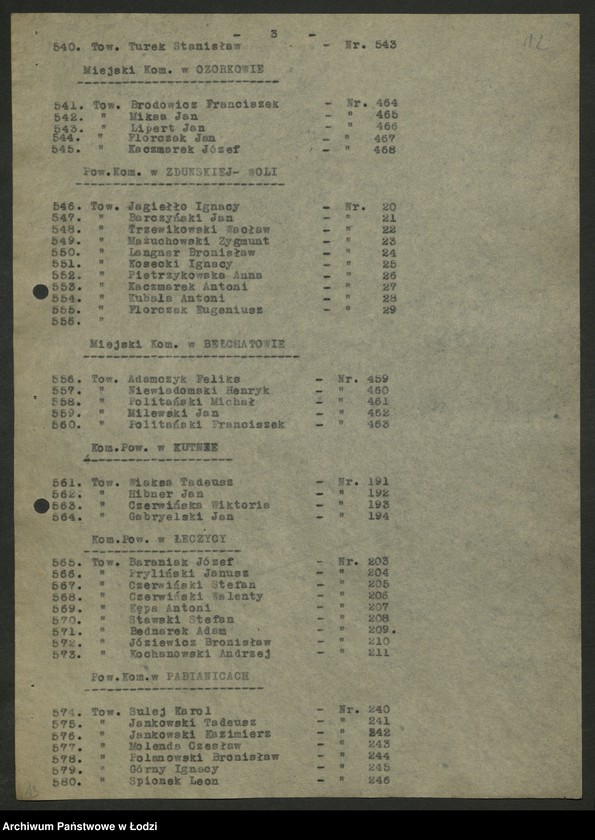 - 3 -
12
540. Tow. Turek Stanisław - Nr. 543
Miejski Kom. w OZORKOWIE
541. Tow. Brodowicz Franciszek - Nr. 464
542. " Miksa Jan - " 465
543. " Lipert Jan - " 466
544. " Florczak Jan - " 467
545. " Kaczmarek Józef - " 468
Pow.Kom. w ZDUŃSKIEJ- WOLI
546. Tow. Jagiełło Ignacy - Nr. 20
547. " Barczyński Jan - " 21
548. " Trzewikowski Wacław - " 22
549. " Mażuchowski Zygmunt - " 23
550. " Langner Bronisław - " 24
551. " Kosecki Ignacy - " 25
552. " Pietrzykowska Anna - " 26
553. " Kaczmarek Antoni - " 27
554. " Kubala Antoni - " 28
555. " Florczak Eugeniusz - " 29
556. "
Miejski Kom. w BEŁCHATOWIE
556. Tow. Adamczyk Feliks - Nr. 459
557. " Niewiadomski Henryk - " 460
558. " Politański Michał - " 461
559. " Milewski Jan - " 462
560. " Politański Franciszek - " 463
Kom.Pow. w KUTNIE
561. Tow. Wiaksa Tadeusz - Nr. 191
562. " Hibner Jan - " 192
563. " Czerwińska Wiktoria - " 193
564. " Gabryelski Jan - " 194
Kom.Pow. w ŁĘCZYCY
565. Tow. Baraniak Józef - Nr. 203
566. " Fryliński Janusz - " 204
567. " Czerwiński Stefan - " 205
568. " Czerwiński Walenty - " 206
569. " Kępa Antoni - " 207
570. " Stawski Stefan - " 208
571. " Bednarek Adam - " 209.
572. " Józiewicz Bronisław - " 210
573. " Kochanowski Andrzej - " 211
Pow.Kom.w PABIANICACH
574. Tow. Sulej Karol - Nr. 240
575. " Jankowski Tadeusz - " 241
576. " Jankowski Kazimierz - " 242
577. " Molenda Czesław - " 243
578. " Polanowski Bronisław - " 244
579. " Górny Ignacy - " 245
580. " Spionek Leon - " 246
Archiwum Państwowe w Łodzi